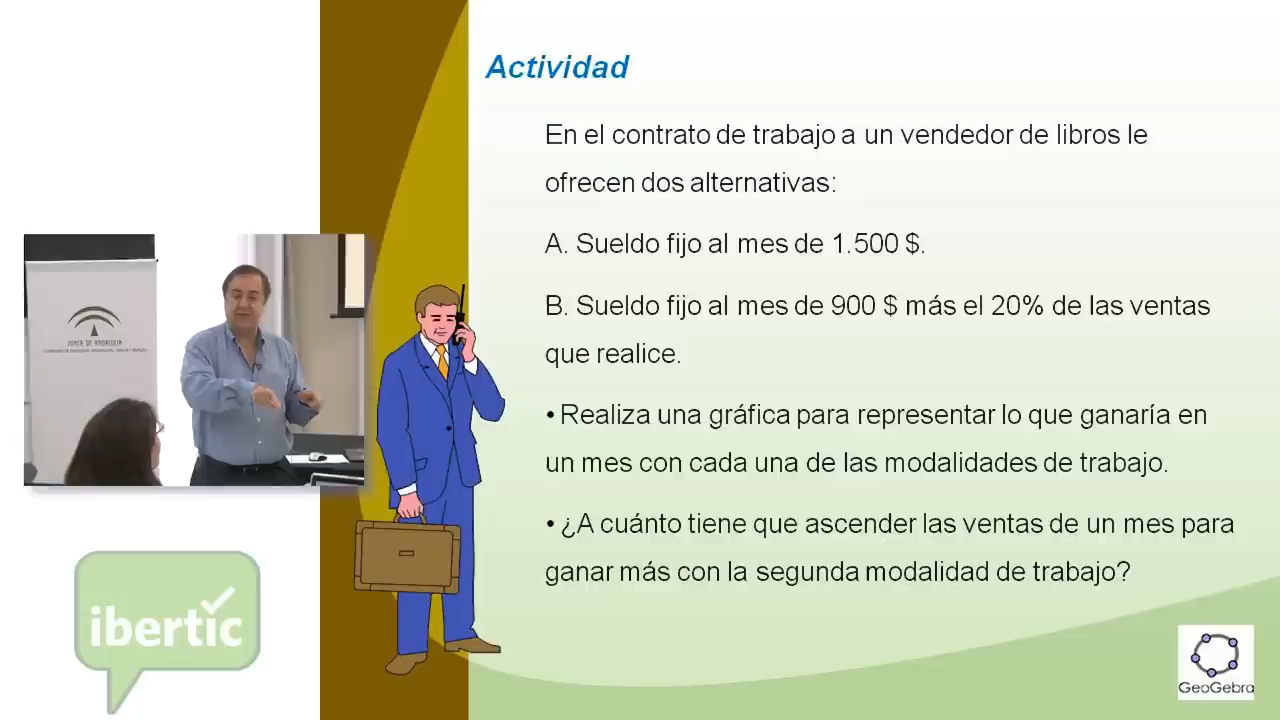 Actividad
En el contrato de trabajo a un vendedor de libros le
ofrecen dos alternativas:
A. Sueldo fijo al mes de 1.500 $.
B. Sueldo fijo al mes de 900 $ más el 20% de las ventas
que realice.
• Realiza una gráfica para representar lo que ganaría en
un mes con cada una de las modalidades de trabajo.
• ¿A cuánto tiene que ascender las ventas de un mes para
ganar más con la segunda modalidad de trabajo?
JUNTA DE ANDALUCIA
ibertic
GeoGebra